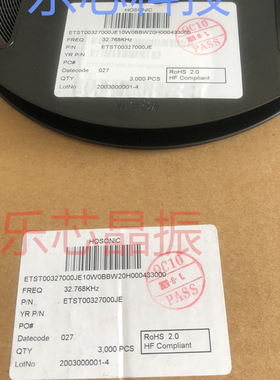 HOSONIC
ETST00327000JE10W0BBW20H000433000
FREQ 32.768KHz
P/N ETST00327000JE
YR P/N
PO#
Datecode 027
QTY 3,000 PCS
LotNo 2003000001-4
RoHS 2.0
HF Compliant
QC10
PASS
乐芯晶振
HOSONIC
ETST00327000JE10W0BBW20H000433000
FREQ 32.768KHz
P/N ETST00327000JE
YR P/N
PO#
Datecode 027
QTY 3,000 PCS
LotNo 2003000001-4
RoHS 2.0
HF Compliant
QC10
PASS